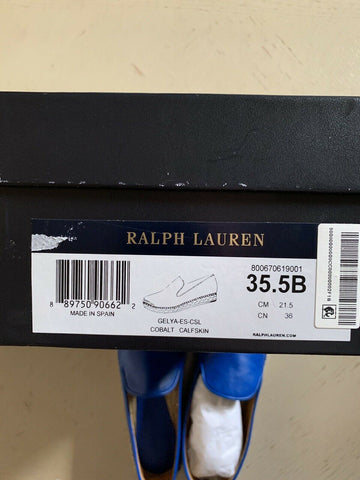 RALPH LAUREN
800670619001
35.5B
CM 21.5
CN 36
8 89750 90662 2
MADE IN SPAIN
GELYA-ES-CSL
COBALT CALFSKIN
RALPHLAUREN.COM